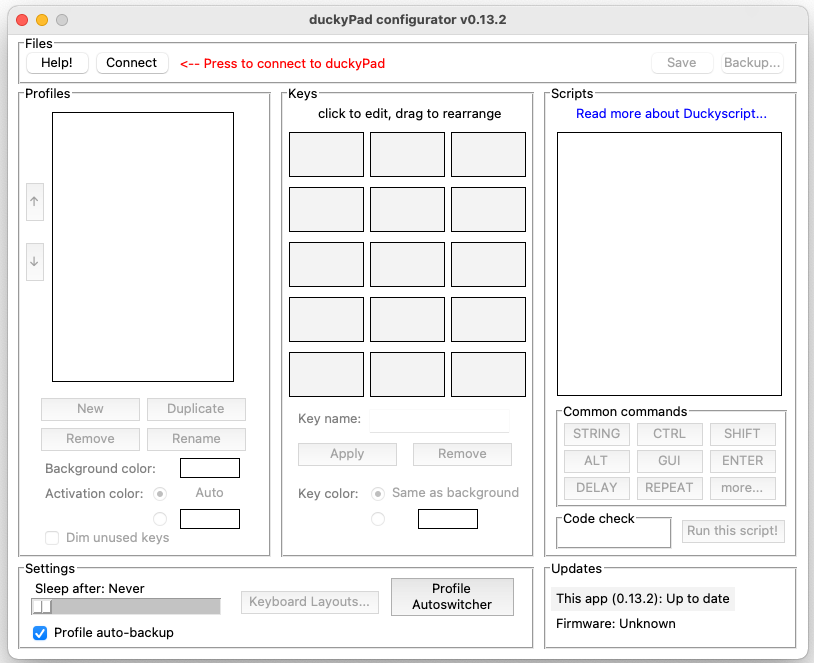 duckyPad configurator v0.13.2
Files
Help!
Connect
<-- Press to connect to duckyPad
Save
Backup...
Profiles
↑
↓
New
Duplicate
Remove
Rename
Background color:
Activation color:
Auto
Dim unused keys
Keys
click to edit, drag to rearrange
Key name:
Apply
Remove
Key color:
Same as background
Scripts
Read more about Duckyscript...
Common commands
STRING
CTRL
SHIFT
ALT
GUI
ENTER
DELAY
REPEAT
more...
Code check
Run this script!
Settings
Sleep after: Never
Keyboard Layouts...
Profile
Autoswitcher
Profile auto-backup
Updates
This app (0.13.2): Up to date
Firmware: Unknown